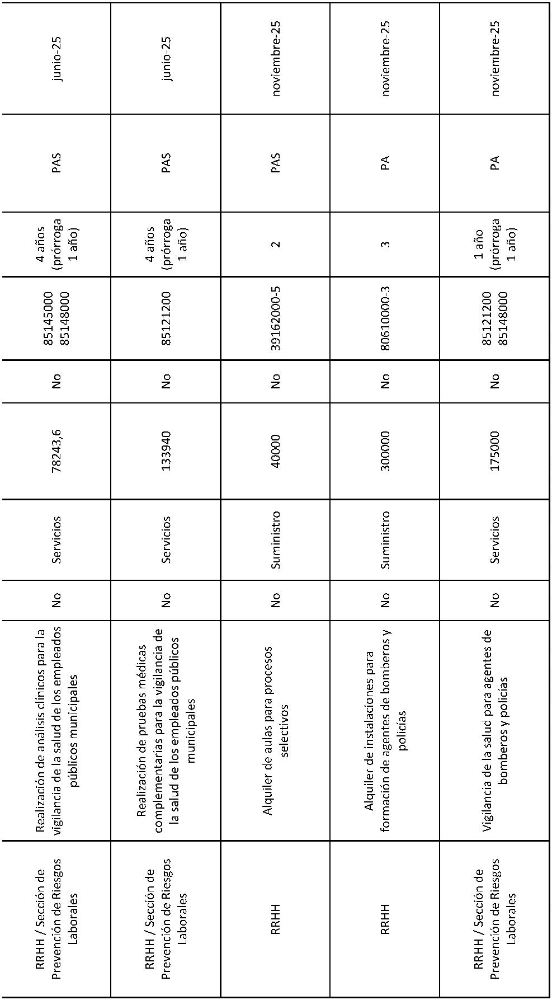 RRHH / Sección de
Prevención de Riesgos
Laborales
Realización de análisis clínicos para la
vigilancia de la salud de los empleados
públicos municipales
No
Servicios
78243,6
No
85145000
85148000
4 años
(prórroga
1 año)
PAS
junio-25
RRHH / Sección de
Prevención de Riesgos
Laborales
Realización de pruebas médicas
complementarias para la vigilancia de
la salud de los empleados públicos
municipales
No
Servicios
133940
No
85121200
4 años
(prórroga
1 año)
PAS
junio-25
RRHH
Alquiler de aulas para procesos
selectivos
No
Suministro
40000
No
39162000-5
2
PAS
noviembre-25
RRHH
Alquiler de instalaciones para
formación de agentes de bomberos y
policías
No
Suministro
300000
No
80610000-3
3
PA
noviembre-25
RRHH / Sección de
Prevención de Riesgos
Laborales
Vigilancia de la salud para agentes de
bomberos y policías
No
Servicios
175000
No
85121200
85148000
1 año
(prórroga
1 año)
PA
noviembre-25